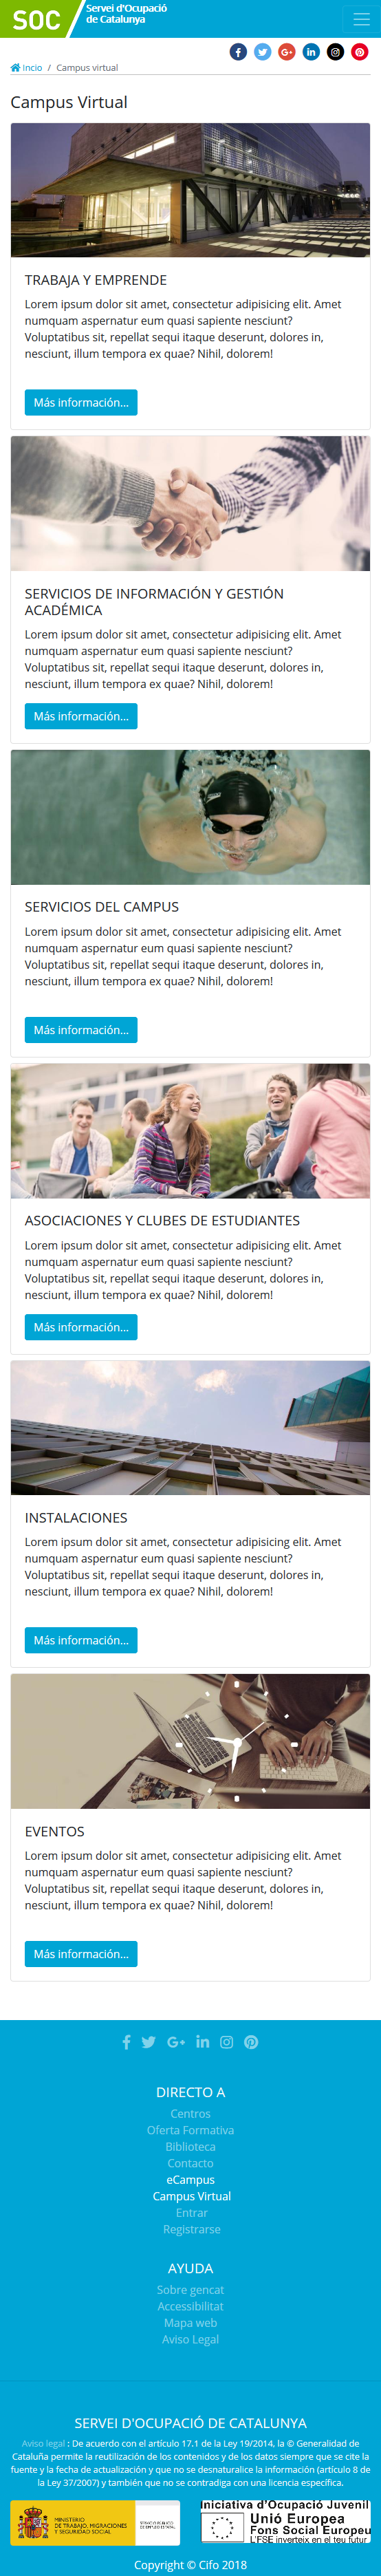 SOC
Servei d'Ocupació
de Catalunya
Incio / Campus virtual
Campus Virtual
TRABAJA Y EMPRENDE
Lorem ipsum dolor sit amet, consectetur adipisicing elit. Amet
numquam aspernatur eum quasi sapiente nesciunt?
Voluptatibus sit, repellat sequi itaque deserunt, dolores in,
nesciunt, illum tempora ex quae? Nihil, dolorem!
Más información...
SERVICIOS DE INFORMACIÓN Y GESTIÓN
ACADÉMICA
Lorem ipsum dolor sit amet, consectetur adipisicing elit. Amet
numquam aspernatur eum quasi sapiente nesciunt?
Voluptatibus sit, repellat sequi itaque deserunt, dolores in,
nesciunt, illum tempora ex quae? Nihil, dolorem!
Más información...
SERVICIOS DEL CAMPUS
Lorem ipsum dolor sit amet, consectetur adipisicing elit. Amet
numquam aspernatur eum quasi sapiente nesciunt?
Voluptatibus sit, repellat sequi itaque deserunt, dolores in,
nesciunt, illum tempora ex quae? Nihil, dolorem!
Más información...
ASOCIACIONES Y CLUBES DE ESTUDIANTES
Lorem ipsum dolor sit amet, consectetur adipisicing elit. Amet
numquam aspernatur eum quasi sapiente nesciunt?
Voluptatibus sit, repellat sequi itaque deserunt, dolores in,
nesciunt, illum tempora ex quae? Nihil, dolorem!
Más información...
INSTALACIONES
Lorem ipsum dolor sit amet, consectetur adipisicing elit. Amet
numquam aspernatur eum quasi sapiente nesciunt?
Voluptatibus sit, repellat sequi itaque deserunt, dolores in,
nesciunt, illum tempora ex quae? Nihil, dolorem!
Más información...
EVENTOS
Lorem ipsum dolor sit amet, consectetur adipisicing elit. Amet
numquam aspernatur eum quasi sapiente nesciunt?
Voluptatibus sit, repellat sequi itaque deserunt, dolores in,
nesciunt, illum tempora ex quae? Nihil, dolorem!
Más información...
DIRECTO A
Centros
Oferta Formativa
Biblioteca
Contacto
eCampus
Campus Virtual
Entrar
Registrarse
AYUDA
Sobre gencat
Accessibilitat
Mapa web
Aviso Legal
SERVEI D'OCUPACIÓ DE CATALUNYA
Aviso legal : De acuerdo con el artículo 17.1 de la Ley 19/2014, la © Generalidad de
Cataluña permite la reutilización de los contenidos y de los datos siempre que se cite la
fuente y la fecha de actualización y que no se desnaturalice la información (artículo 8 de
la Ley 37/2007) y también que no se contradiga con una licencia específica.
MINISTERIO
DE TRABAJO, MIGRACIONES
Y SEGURIDAD SOCIAL
SERVICIO PÚBLICO
DE EMPLEO ESTATAL
Iniciativa d'Ocupació Juvenil
Unió Europea
Fons Social Europeu
L'FSE inverteix en el teu futur
Copyright © Cifo 2018